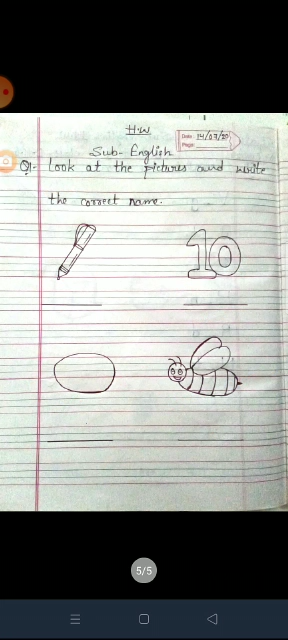 H.W
Date: 14/07/20
Page:
Sub- English
Q1- Look at the pictures and write
the correct name.
10
5/5